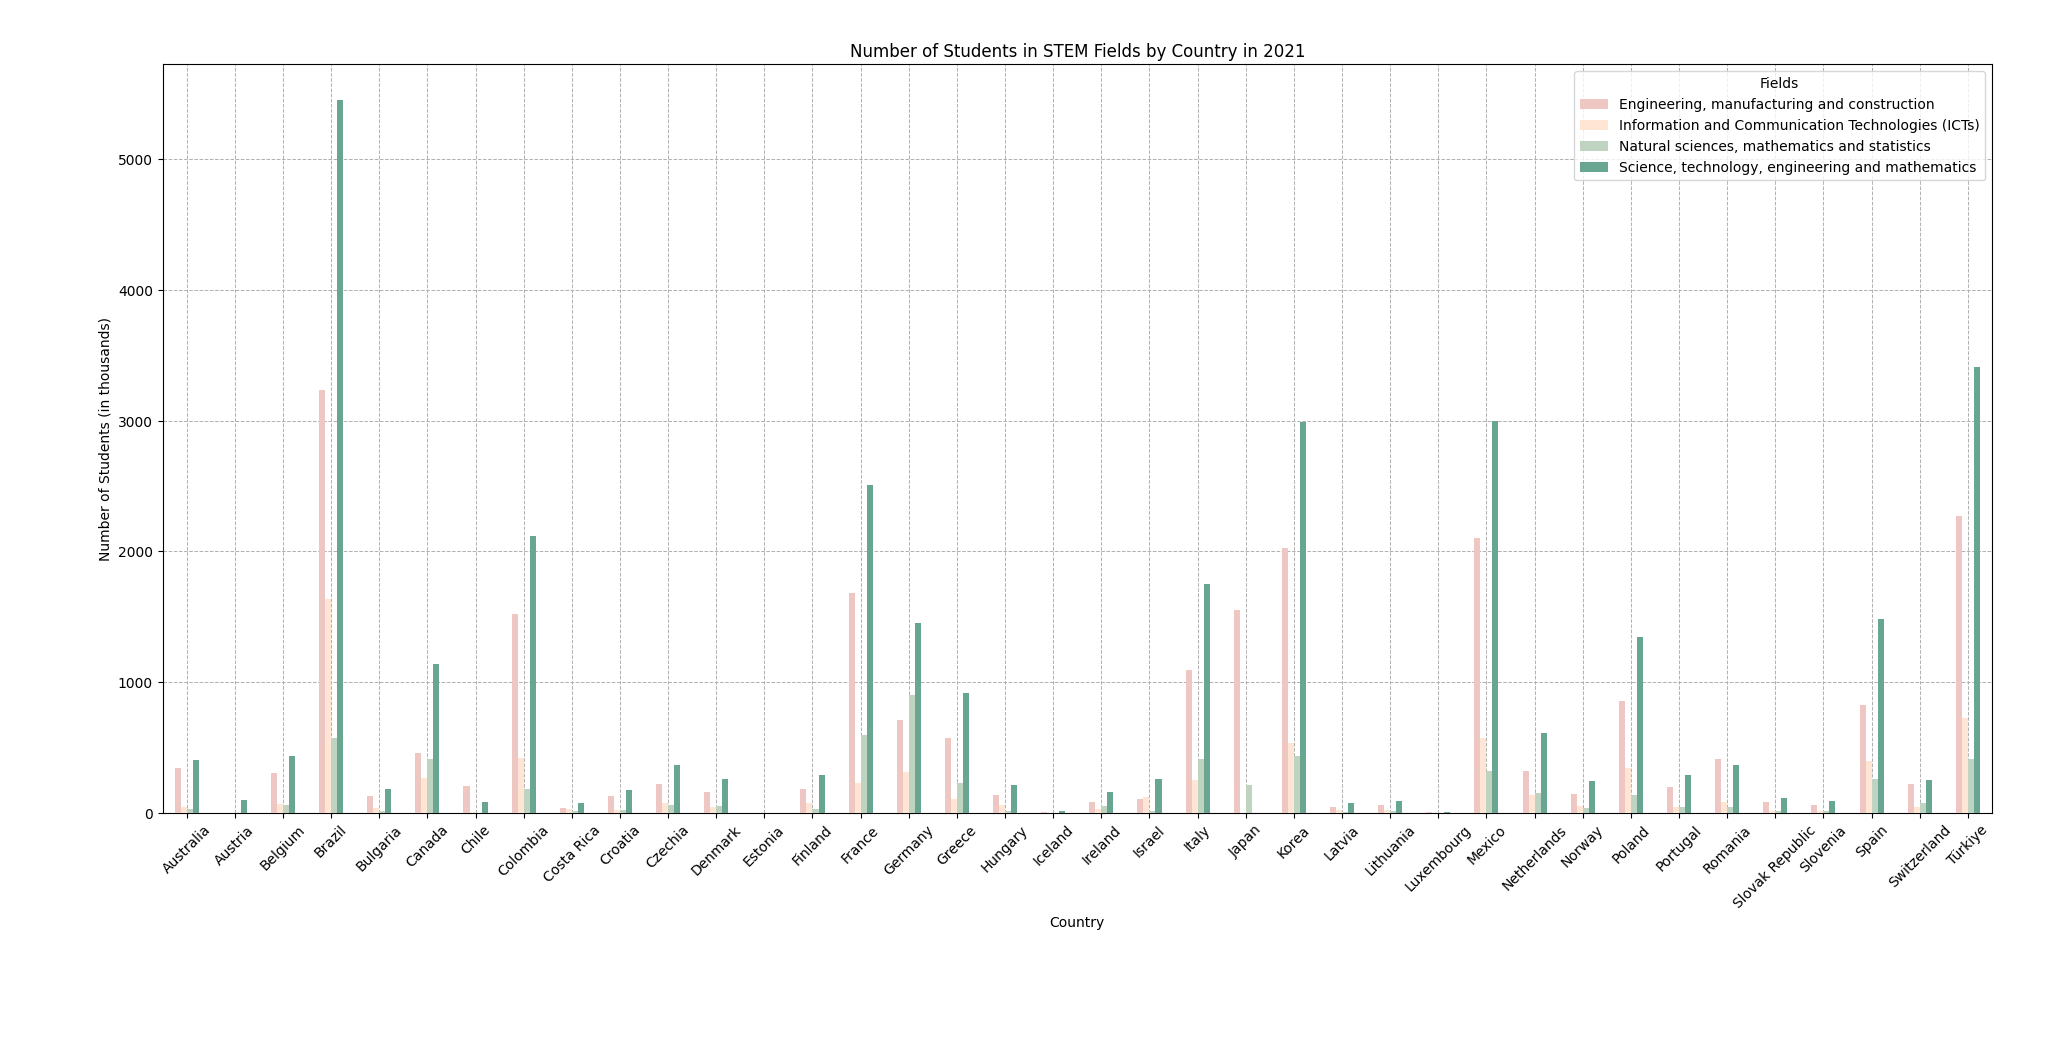 Number of Students in STEM Fields by Country in 2021
Fields
Engineering, manufacturing and construction
Information and Communication Technologies (ICTs)
Natural sciences, mathematics and statistics
Science, technology, engineering and mathematics
Number of Students (in thousands)
5000
4000
3000
2000
1000
0
Australia
Austria
Belgium
Brazil
Bulgaria
Canada
Chile
Colombia
Costa Rica
Croatia
Czechia
Denmark
Estonia
Finland
France
Germany
Greece
Hungary
Iceland
Ireland
Israel
Italy
Japan
Korea
Latvia
Lithuania
Luxembourg
Mexico
Netherlands
Norway
Poland
Portugal
Romania
Slovak Republic
Slovenia
Spain
Switzerland
Türkiye
Country